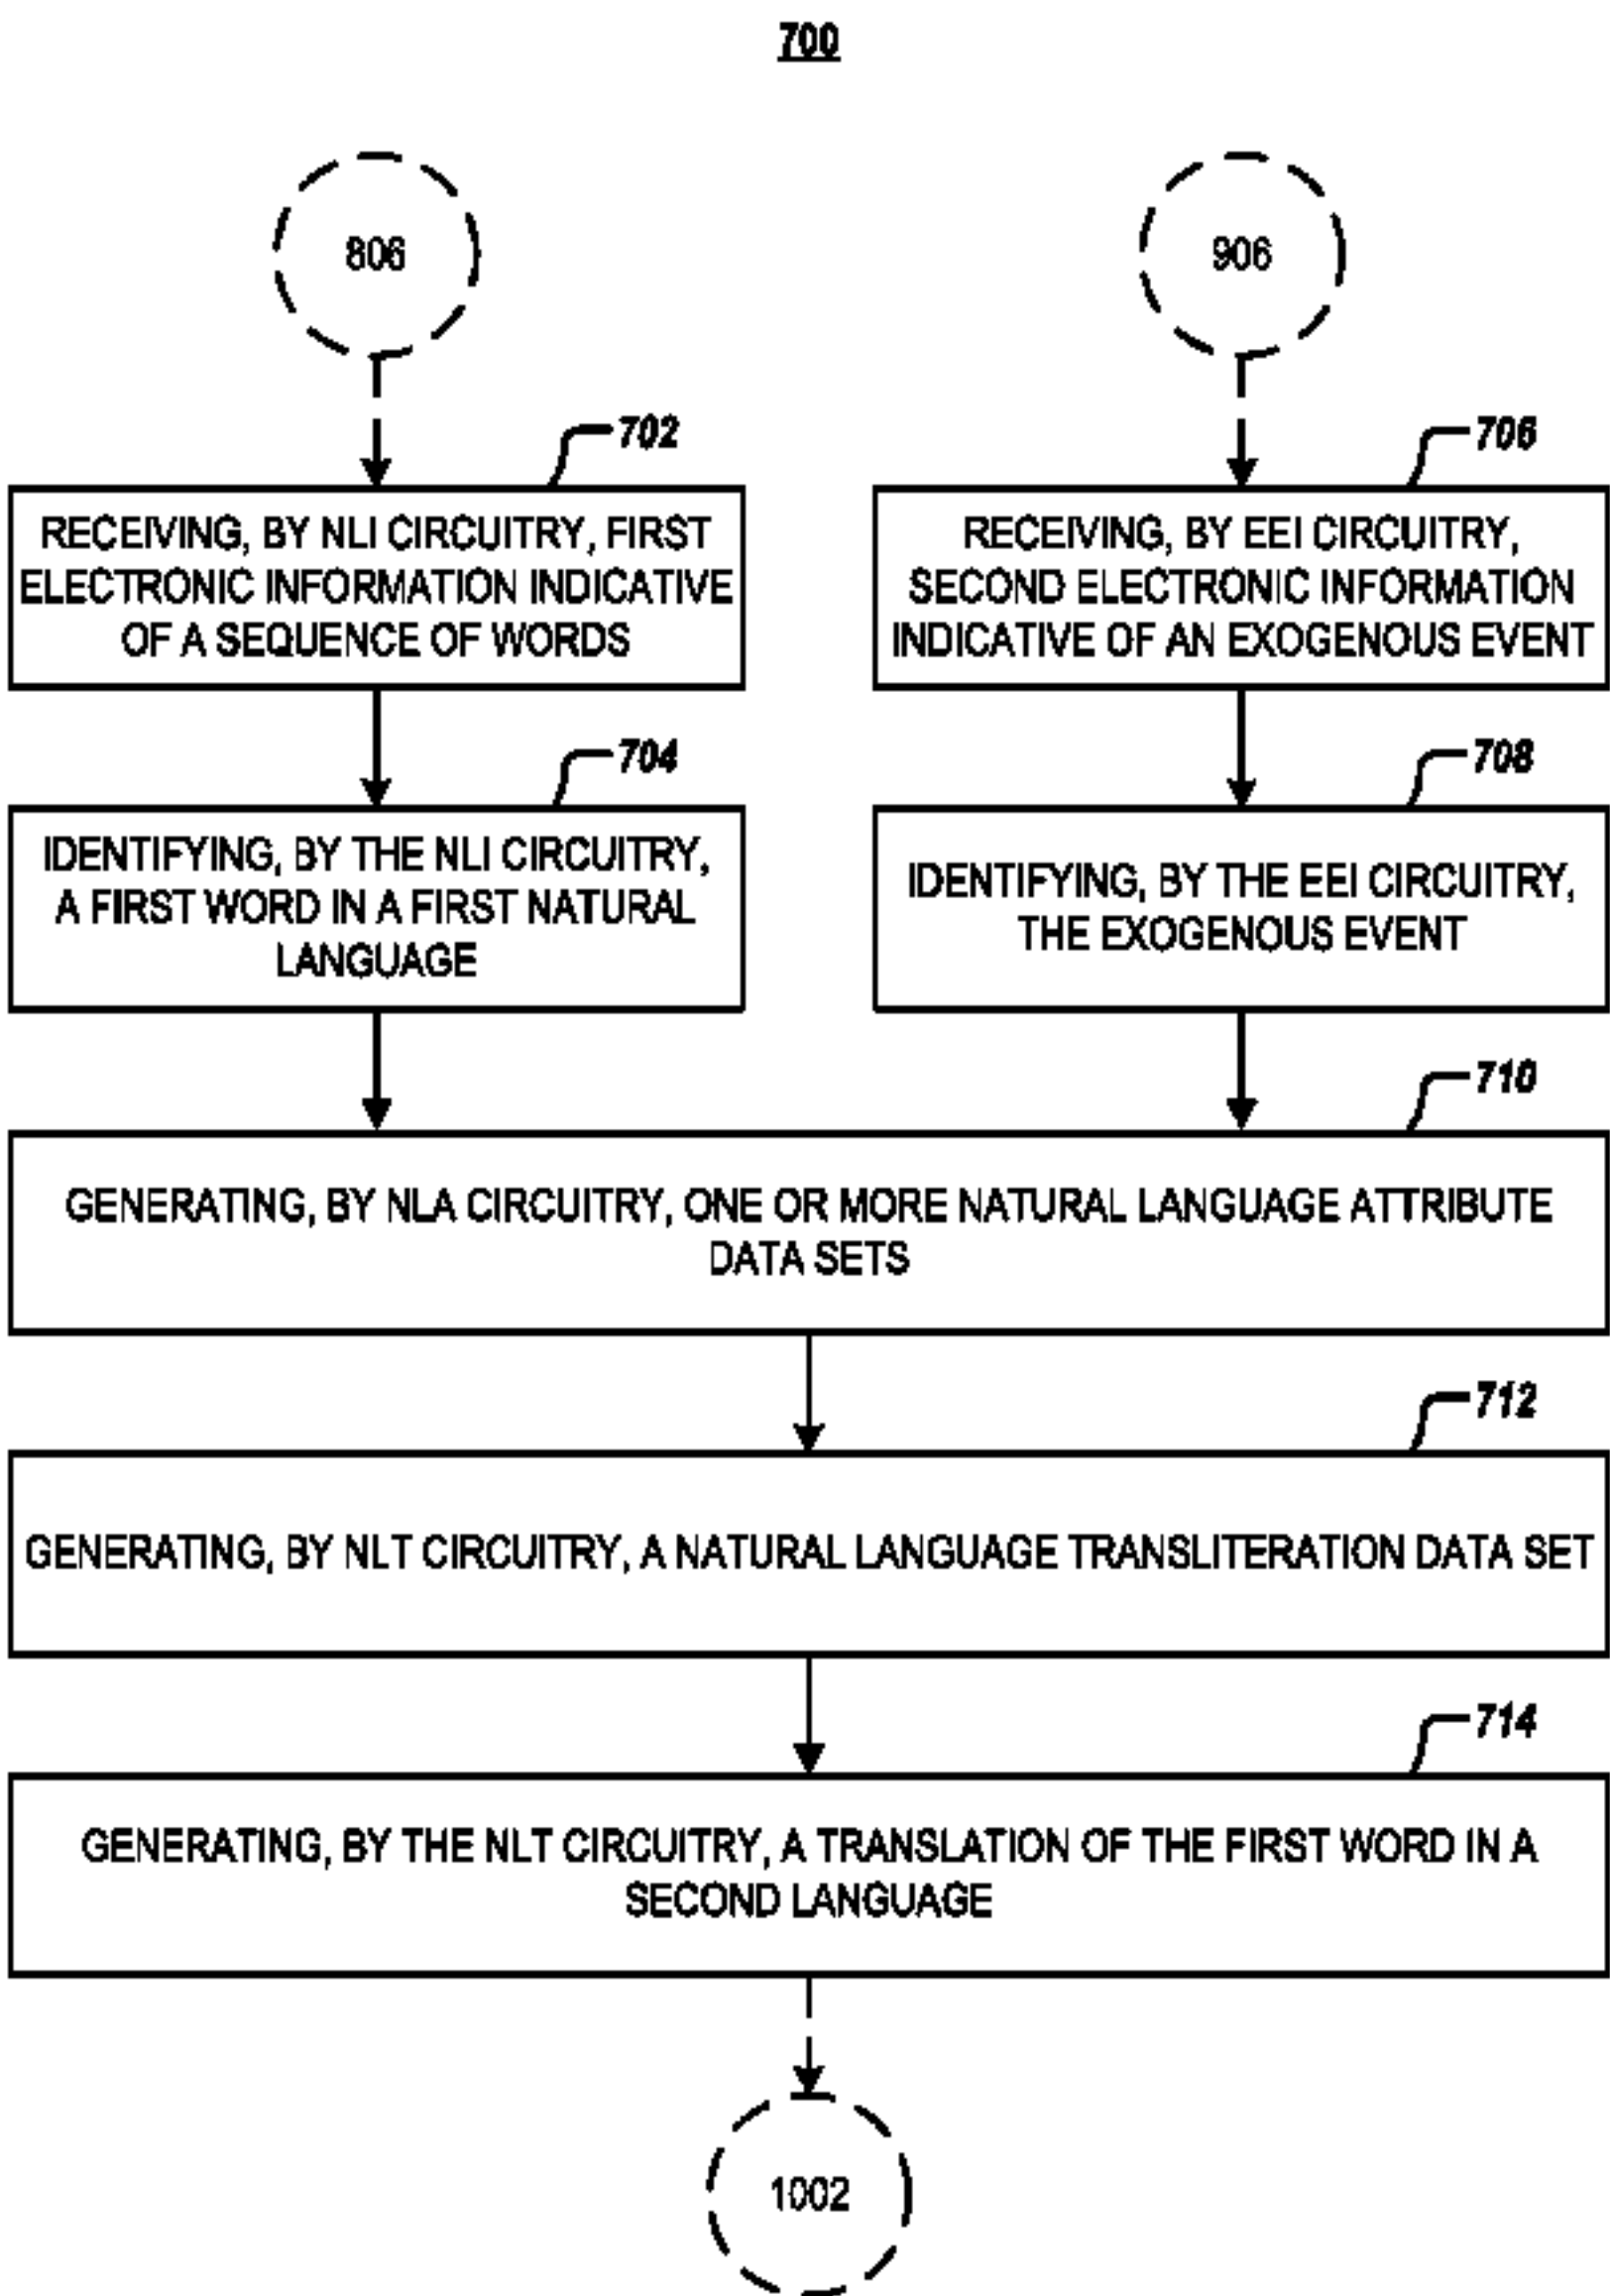 700
806
906
702
RECEIVING, BY NLI CIRCUITRY, FIRST
ELECTRONIC INFORMATION INDICATIVE
OF A SEQUENCE OF WORDS
706
RECEIVING, BY EEI CIRCUITRY,
SECOND ELECTRONIC INFORMATION
INDICATIVE OF AN EXOGENOUS EVENT
704
IDENTIFYING, BY THE NLI CIRCUITRY,
A FIRST WORD IN A FIRST NATURAL
LANGUAGE
708
IDENTIFYING, BY THE EEI CIRCUITRY,
THE EXOGENOUS EVENT
710
GENERATING, BY NLA CIRCUITRY, ONE OR MORE NATURAL LANGUAGE ATTRIBUTE
DATA SETS
712
GENERATING, BY NLT CIRCUITRY, A NATURAL LANGUAGE TRANSLITERATION DATA SET
714
GENERATING, BY THE NLT CIRCUITRY, A TRANSLATION OF THE FIRST WORD IN A
SECOND LANGUAGE
1002